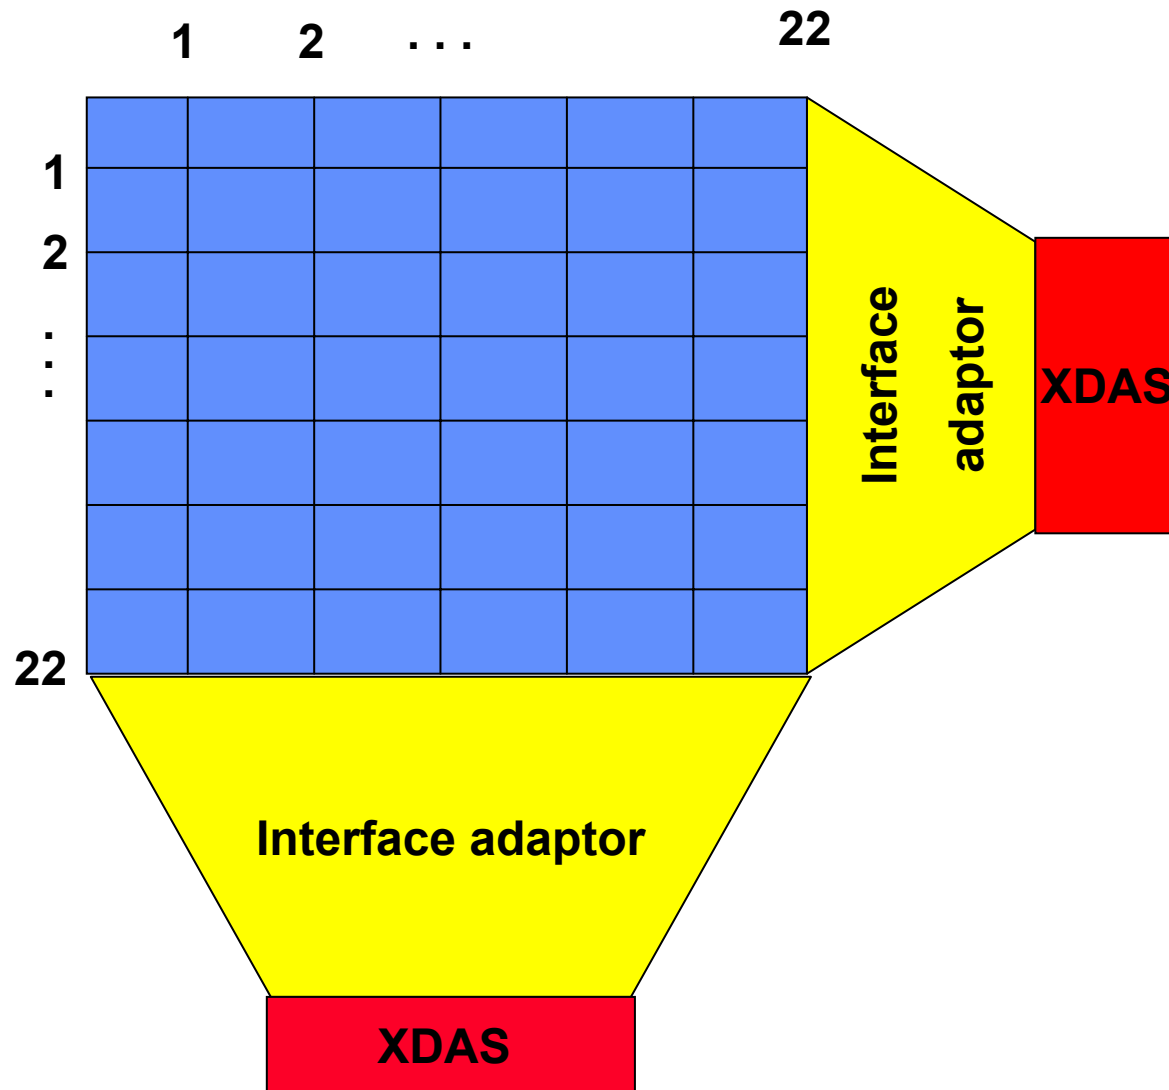 1 2 . . . 22
1
2
.
.
.
22
Interface
adaptor
XDAS
Interface adaptor
XDAS